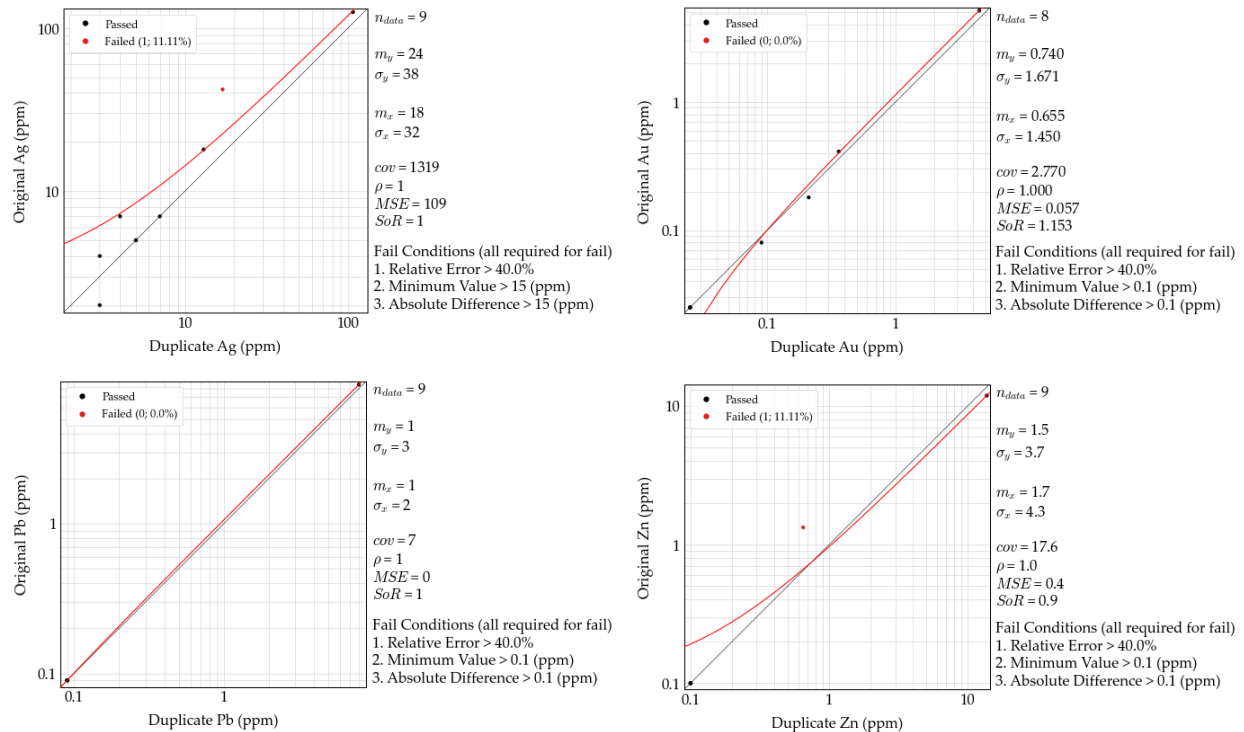 Passed
Failed (1; 11.11%)
100
10
10
100
Original Ag (ppm)
Duplicate Ag (ppm)
n_data = 9
m_y = 24
σ_y = 38
m_x = 18
σ_x = 32
cov = 1319
ρ = 1
MSE = 109
SoR = 1
Fail Conditions (all required for fail)
1. Relative Error > 40.0%
2. Minimum Value > 15 (ppm)
3. Absolute Difference > 15 (ppm)
Passed
Failed (0; 0.0%)
1
0.1
0.1
1
Original Au (ppm)
Duplicate Au (ppm)
n_data = 8
m_y = 0.740
σ_y = 1.671
m_x = 0.655
σ_x = 1.450
cov = 2.770
ρ = 1.000
MSE = 0.057
SoR = 1.153
Fail Conditions (all required for fail)
1. Relative Error > 40.0%
2. Minimum Value > 0.1 (ppm)
3. Absolute Difference > 0.1 (ppm)
Passed
Failed (0; 0.0%)
1
0.1
0.1
1
Original Pb (ppm)
Duplicate Pb (ppm)
n_data = 9
m_y = 1
σ_y = 3
m_x = 1
σ_x = 2
cov = 7
ρ = 1
MSE = 0
SoR = 1
Fail Conditions (all required for fail)
1. Relative Error > 40.0%
2. Minimum Value > 0.1 (ppm)
3. Absolute Difference > 0.1 (ppm)
Passed
Failed (1; 11.11%)
10
1
0.1
0.1
1
10
Original Zn (ppm)
Duplicate Zn (ppm)
n_data = 9
m_y = 1.5
σ_y = 3.7
m_x = 1.7
σ_x = 4.3
cov = 17.6
ρ = 1.0
MSE = 0.4
SoR = 0.9
Fail Conditions (all required for fail)
1. Relative Error > 40.0%
2. Minimum Value > 0.1 (ppm)
3. Absolute Difference > 0.1 (ppm)